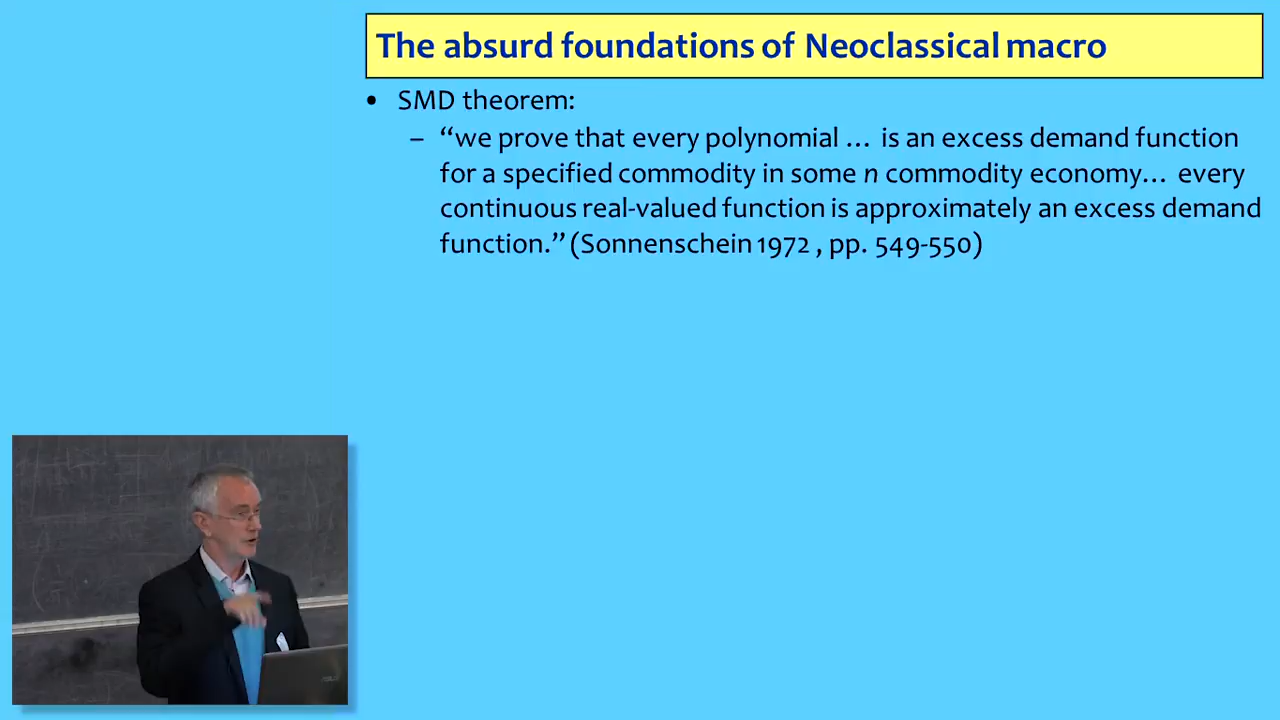 The absurd foundations of Neoclassical macro
• SMD theorem:
– “we prove that every polynomial … is an excess demand function
for a specified commodity in some n commodity economy… every
continuous real-valued function is approximately an excess demand
function.” (Sonnenschein 1972 , pp. 549-550)